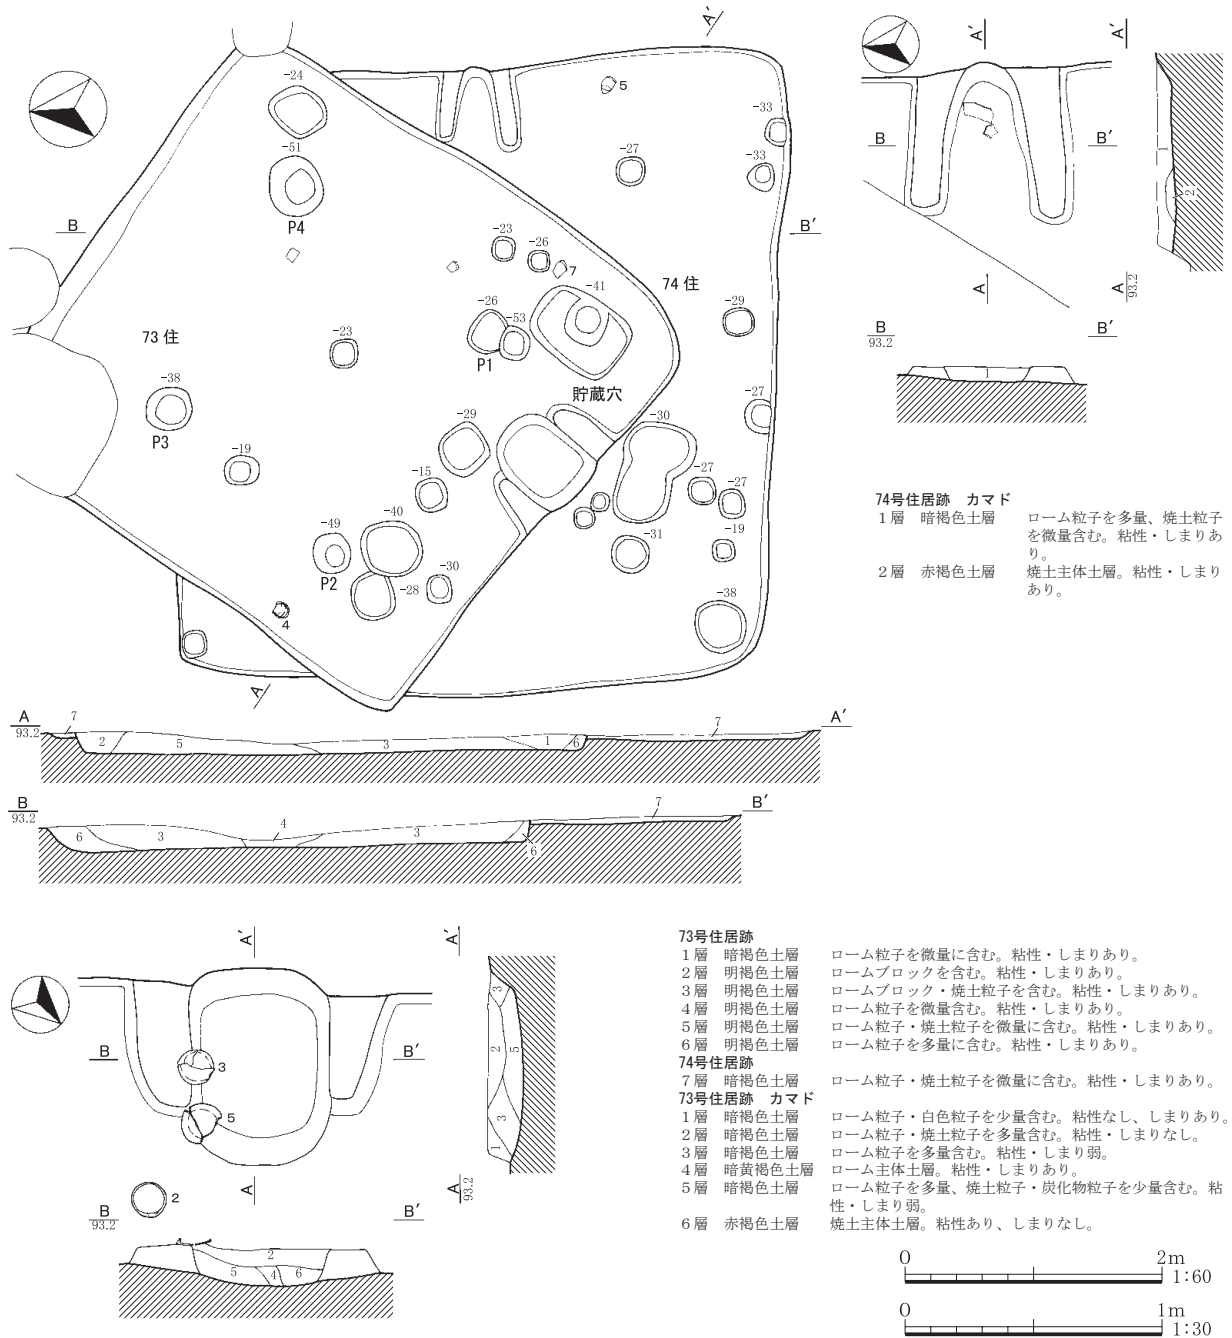 A′
-24
5
-33
-51
-27
-33
B
P4
B′
-23
-26
7
74 住
-41
-26
-53
-29
73 住
-23
P1
貯蔵穴
-38
P3
-29
-30
-27
-19
-15
-27
-27
-40
-49
-19
-31
P2
-30
-28
-38
4
A
A
93.2
7
2
5
3
1
6
7
A′
B
93.2
6
3
4
3
6
7
B′
A′
A′
B
B′
1
2
A
A
93.2
B
93.2
B′
1
74号住居跡 カマド
1層 暗褐色土層 ローム粒子を多量、焼土粒子
を微量含む。粘性・しまりあ
り。
2層 赤褐色土層 焼土主体土層。粘性・しまり
あり。
A′
A′
B
B′
3
5
3
2
5
3
1
A
A
93.2
2
B
93.2
B′
4
2
5
4
6
73号住居跡
1層 暗褐色土層 ローム粒子を微量に含む。粘性・しまりあり。
2層 明褐色土層 ロームブロックを含む。粘性・しまりあり。
3層 明褐色土層 ロームブロック・焼土粒子を含む。粘性・しまりあり。
4層 明褐色土層 ローム粒子を微量含む。粘性・しまりあり。
5層 明褐色土層 ローム粒子・焼土粒子を微量に含む。粘性・しまりあり。
6層 明褐色土層 ローム粒子を多量に含む。粘性・しまりあり。
74号住居跡
7層 暗褐色土層 ローム粒子・焼土粒子を微量に含む。粘性・しまりあり。
73号住居跡 カマド
1層 暗褐色土層 ローム粒子・白色粒子を少量含む。粘性なし、しまりあり。
2層 暗褐色土層 ローム粒子・焼土粒子を多量含む。粘性・しまりなし。
3層 暗褐色土層 ローム粒子を多量含む。粘性・しまり弱。
4層 暗黄褐色土層 ローム主体土層。粘性・しまりあり。
5層 暗褐色土層 ローム粒子を多量、焼土粒子・炭化物粒子を少量含む。粘
性・しまり弱。
6層 赤褐色土層 焼土主体土層。粘性あり、しまりなし。
0 2m
1:60
0 1m
1:30